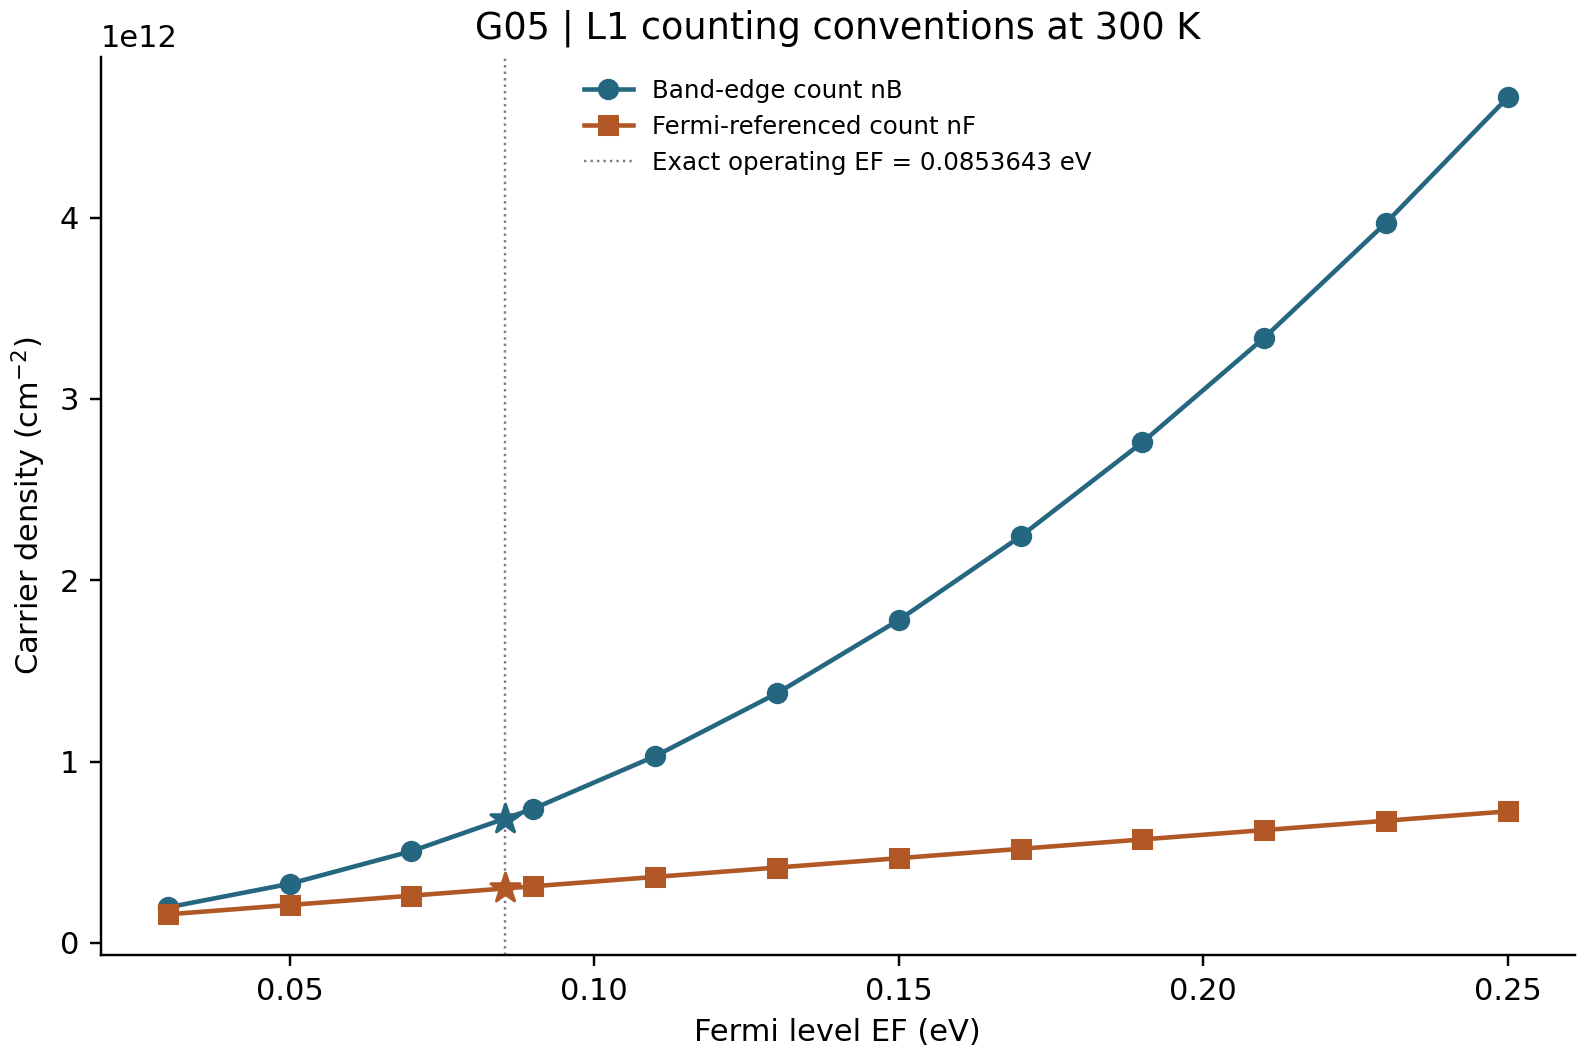 G05 | L1 counting conventions at 300 K
1e12
Band-edge count nB
Fermi-referenced count nF
Exact operating EF = 0.0853643 eV
4
3
2
1
0
Carrier density (cm⁻²)
0.05 0.10 0.15 0.20 0.25
Fermi level EF (eV)